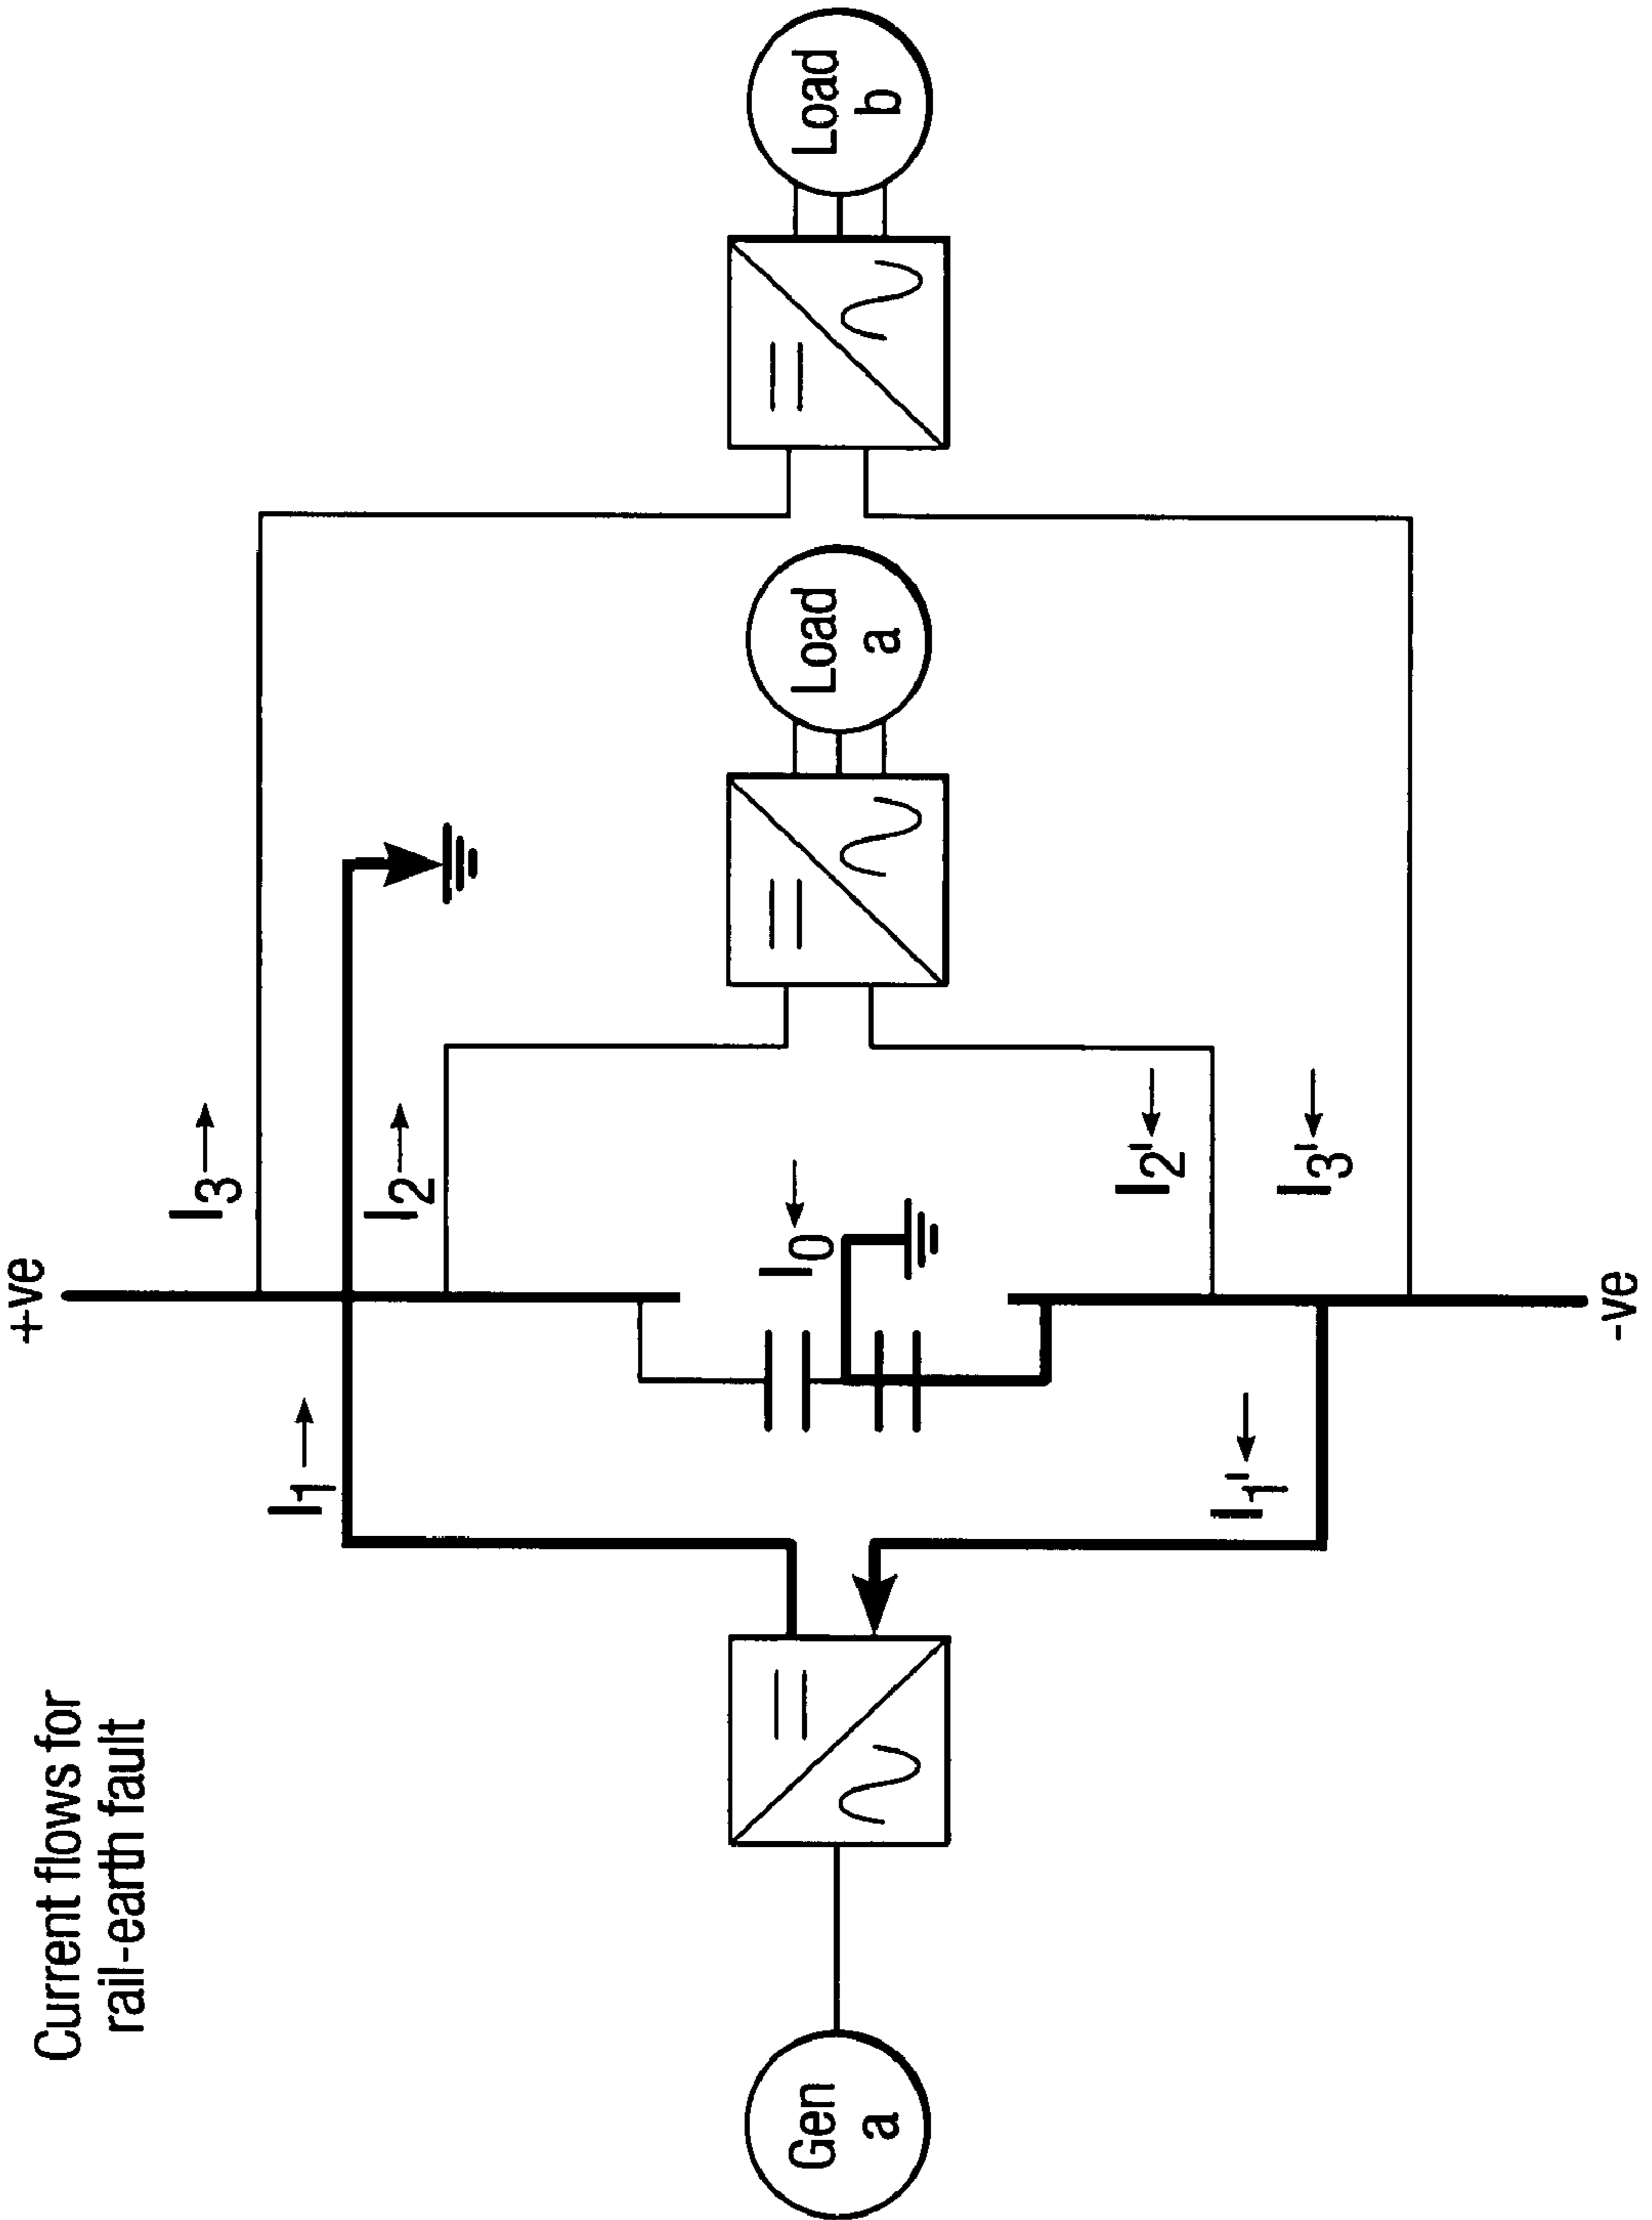 Current flows for
rail-earth fault
+ve
I3
I1
I2
I0
I1'
I2'
I3'
-ve
Gen
a
Load
a
Load
b